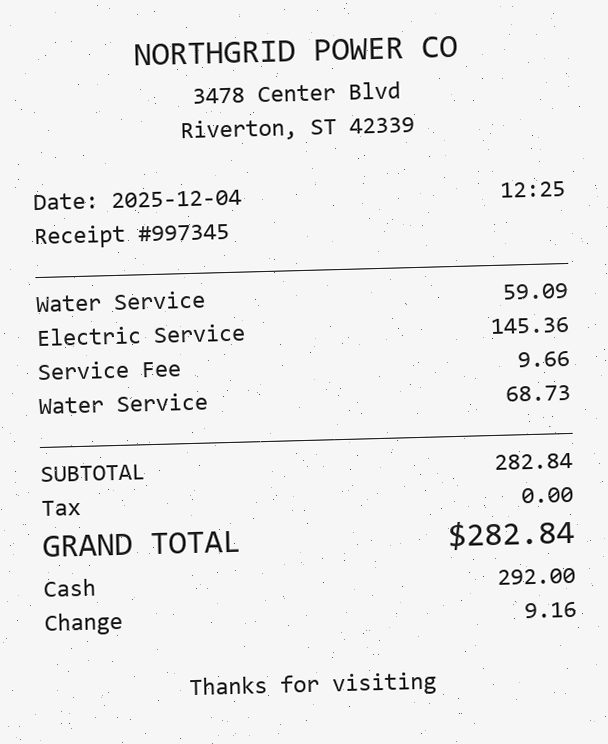 NORTHGRID POWER CO
3478 Center Blvd
Riverton, ST 42339
Date: 2025-12-04 12:25
Receipt #997345
Water Service 59.09
Electric Service 145.36
Service Fee 9.66
Water Service 68.73
SUBTOTAL 282.84
Tax 0.00
GRAND TOTAL $282.84
Cash 292.00
Change 9.16
Thanks for visiting